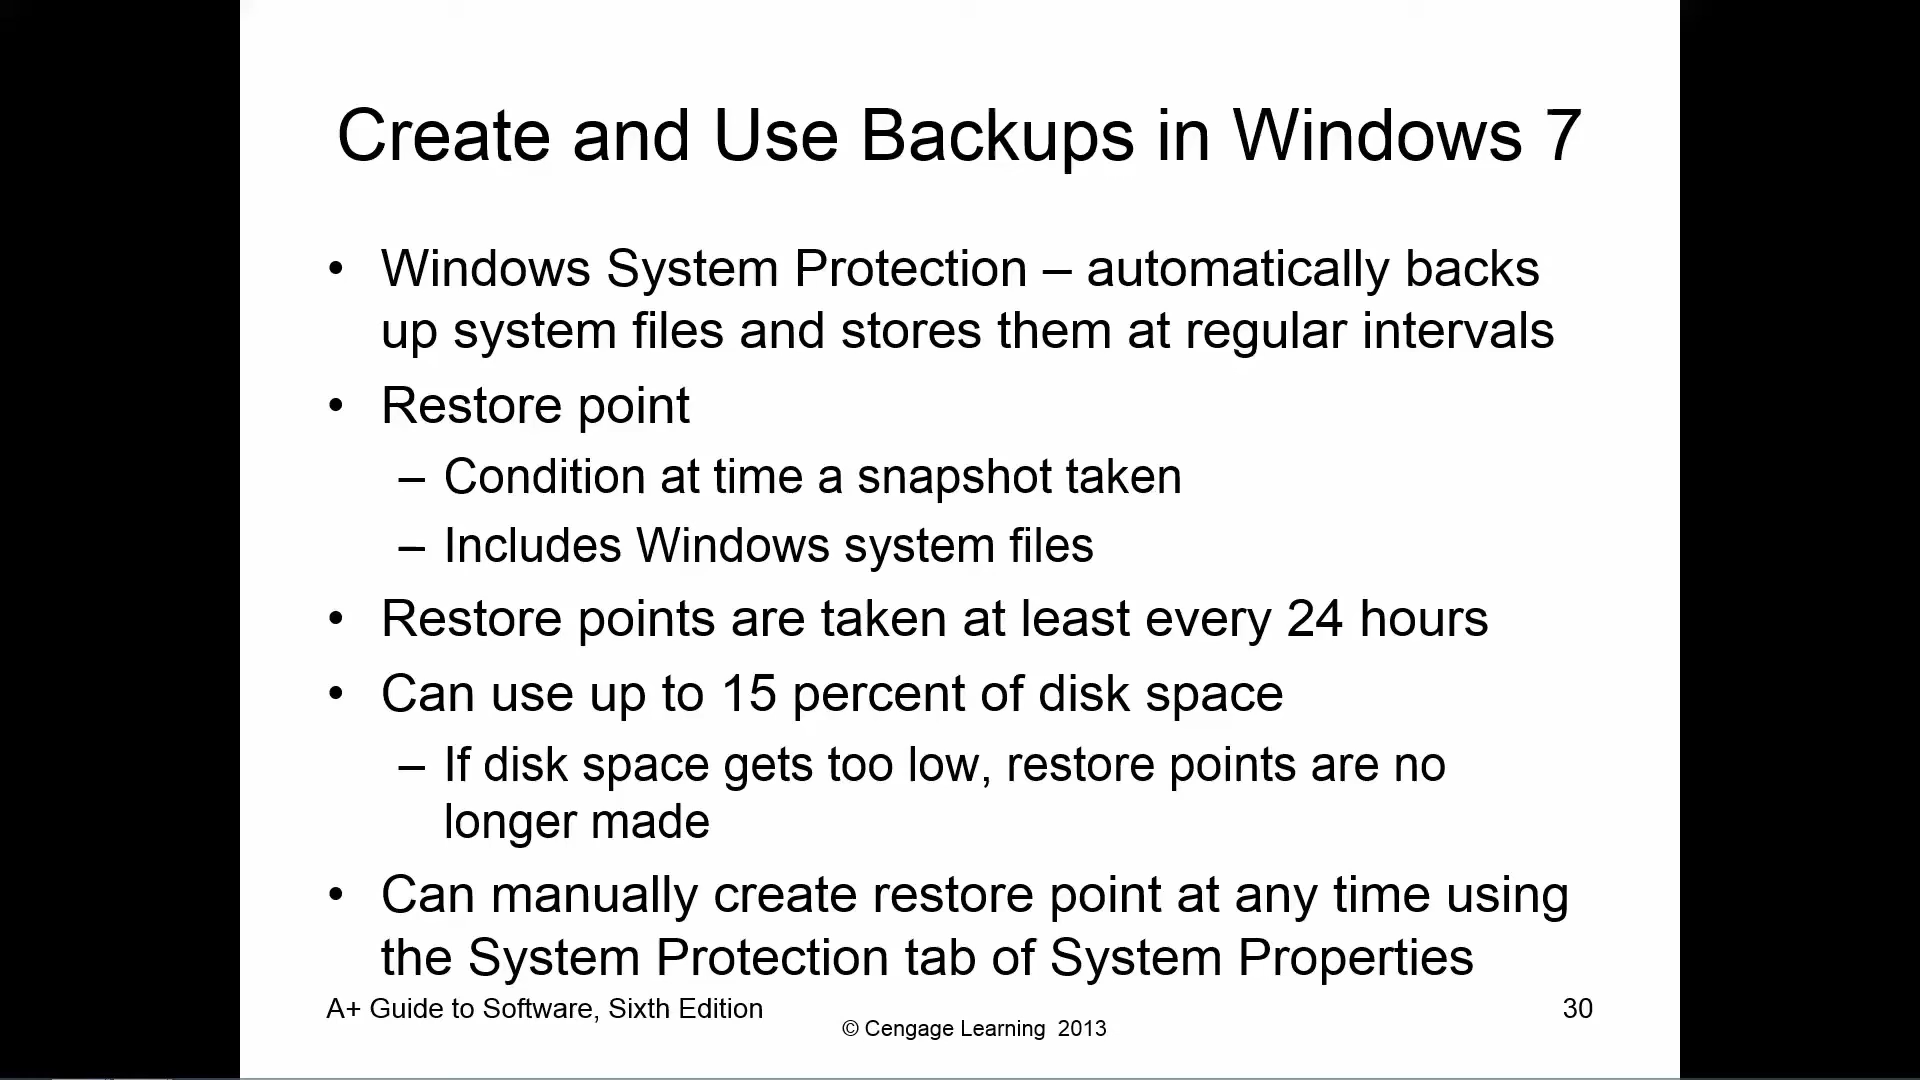 Create and Use Backups in Windows 7
• Windows System Protection – automatically backs
up system files and stores them at regular intervals
• Restore point
– Condition at time a snapshot taken
– Includes Windows system files
• Restore points are taken at least every 24 hours
• Can use up to 15 percent of disk space
– If disk space gets too low, restore points are no
longer made
• Can manually create restore point at any time using
the System Protection tab of System Properties
A+ Guide to Software, Sixth Edition
© Cengage Learning 2013
30